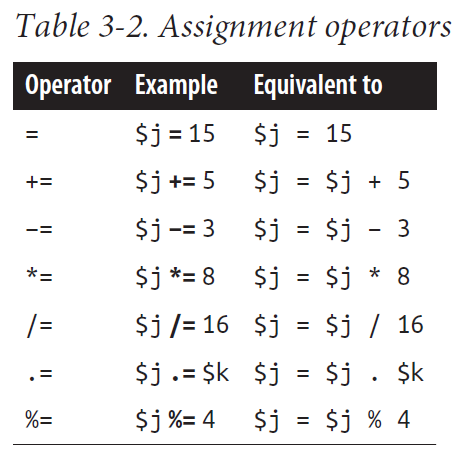 Table 3-2. Assignment operators
Operator Example Equivalent to
= $j = 15 $j = 15
+= $j += 5 $j = $j + 5
-= $j -= 3 $j = $j - 3
*= $j *= 8 $j = $j * 8
/= $j /= 16 $j = $j / 16
.= $j .= $k $j = $j . $k
%= $j %= 4 $j = $j % 4